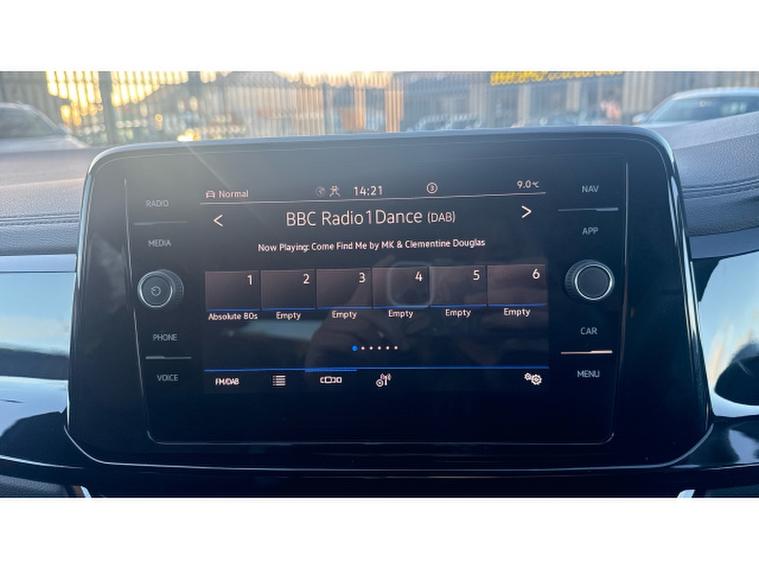 RADIO
MEDIA
PHONE
VOICE
Normal 14:21 3 9.0°C
< BBC Radio1Dance (DAB) >
Now Playing: Come Find Me by MK & Clementine Douglas
1 2 3 4 5 6
Absolute 80s Empty Empty Empty Empty Empty
FM/DAB
NAV
APP
CAR
MENU